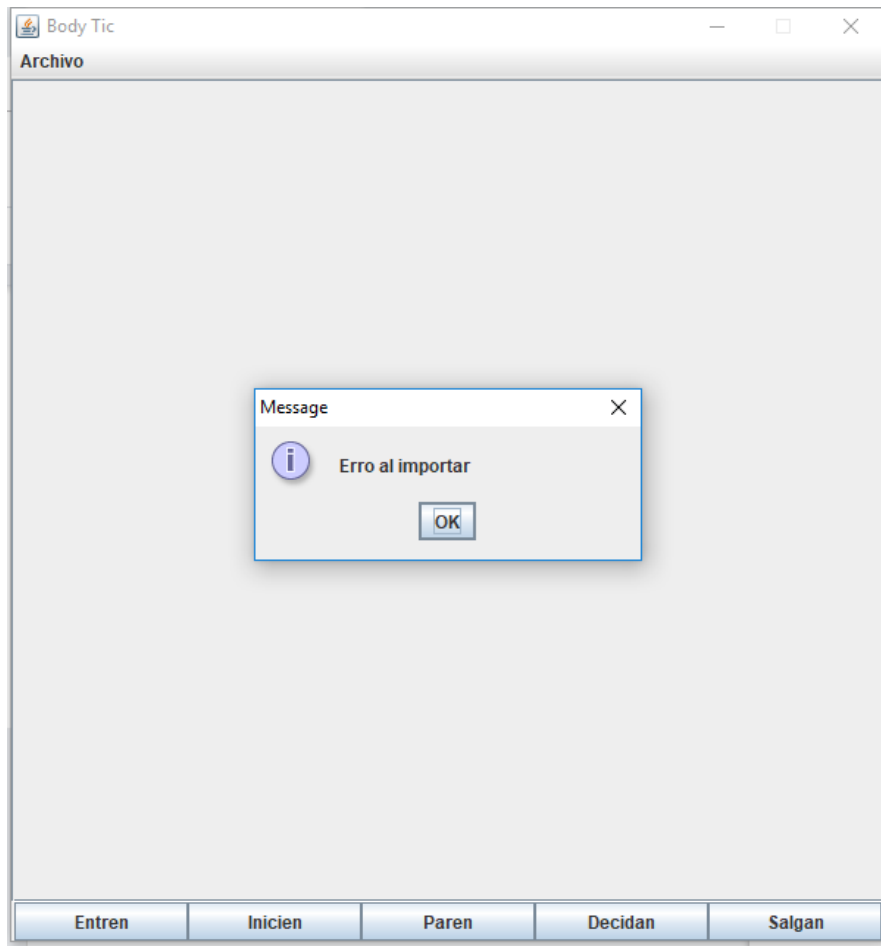 Body Tic
Archivo
Message
Erro al importar
OK
Entren Inicien Paren Decidan Salgan